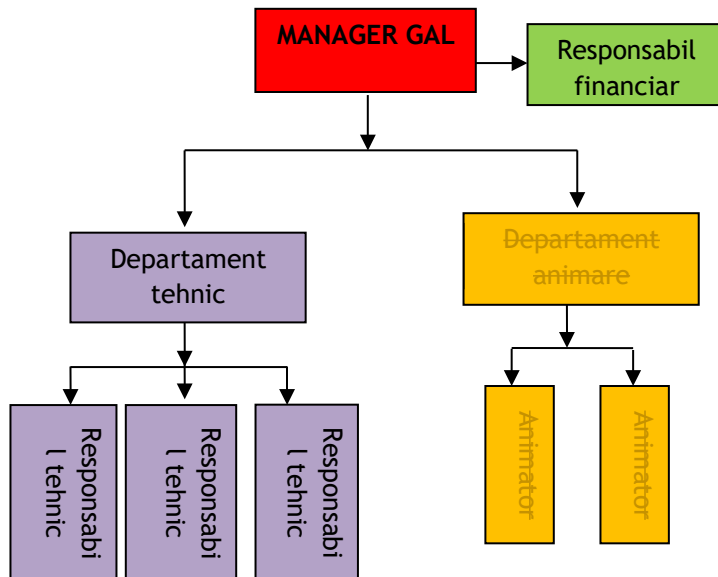 MANAGER GAL
Responsabil
financiar
Departament
tehnic
Departament
animare
Responsabi
l tehnic
Responsabi
l tehnic
Responsabi
l tehnic
Animator
Animator